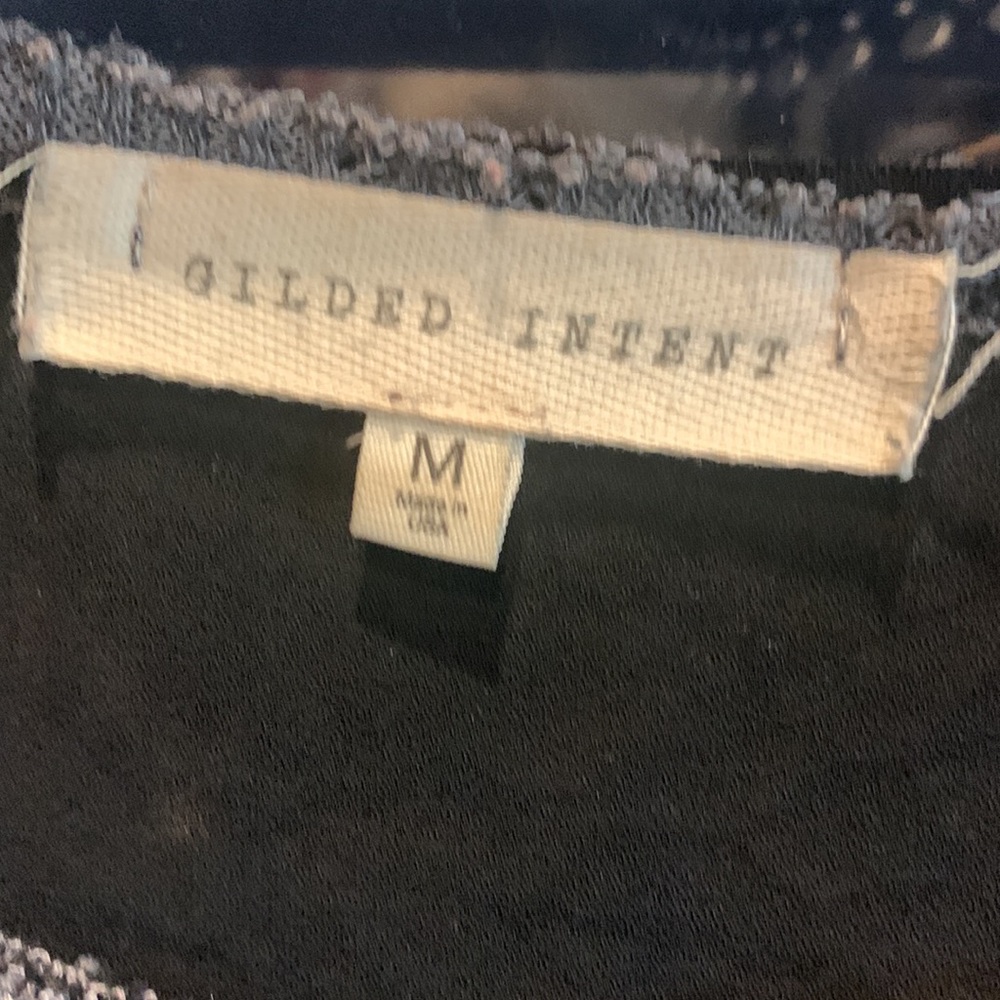 GILDED INTENT
M
Made in
USA